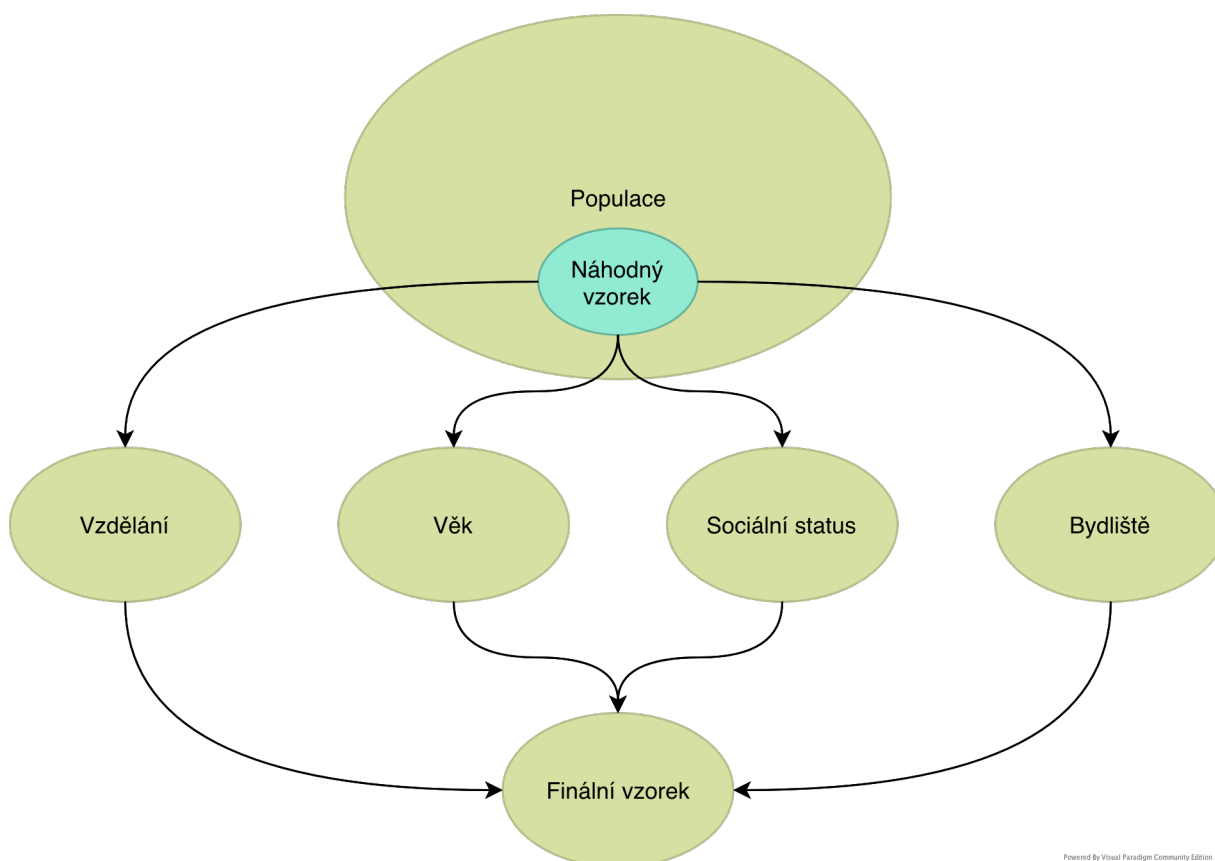 Populace
Náhodný
vzorek
Vzdělání
Věk
Sociální status
Bydliště
Finální vzorek
Powered By Visual Paradigm Community Edition